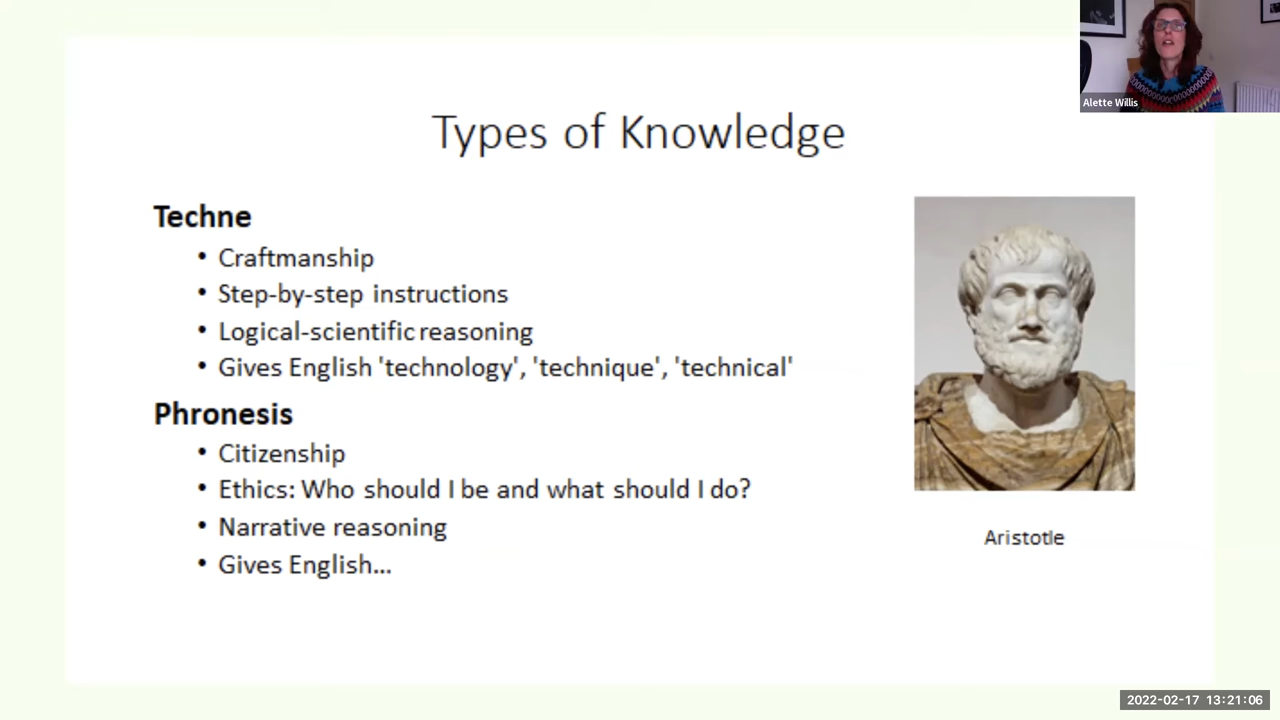 Alette Willis
Types of Knowledge
Techne
• Craftmanship
• Step-by-step instructions
• Logical-scientific reasoning
• Gives English 'technology', 'technique', 'technical'
Phronesis
• Citizenship
• Ethics: Who should I be and what should I do?
• Narrative reasoning
• Gives English...
Aristotle
2022-02-17 13:21:06